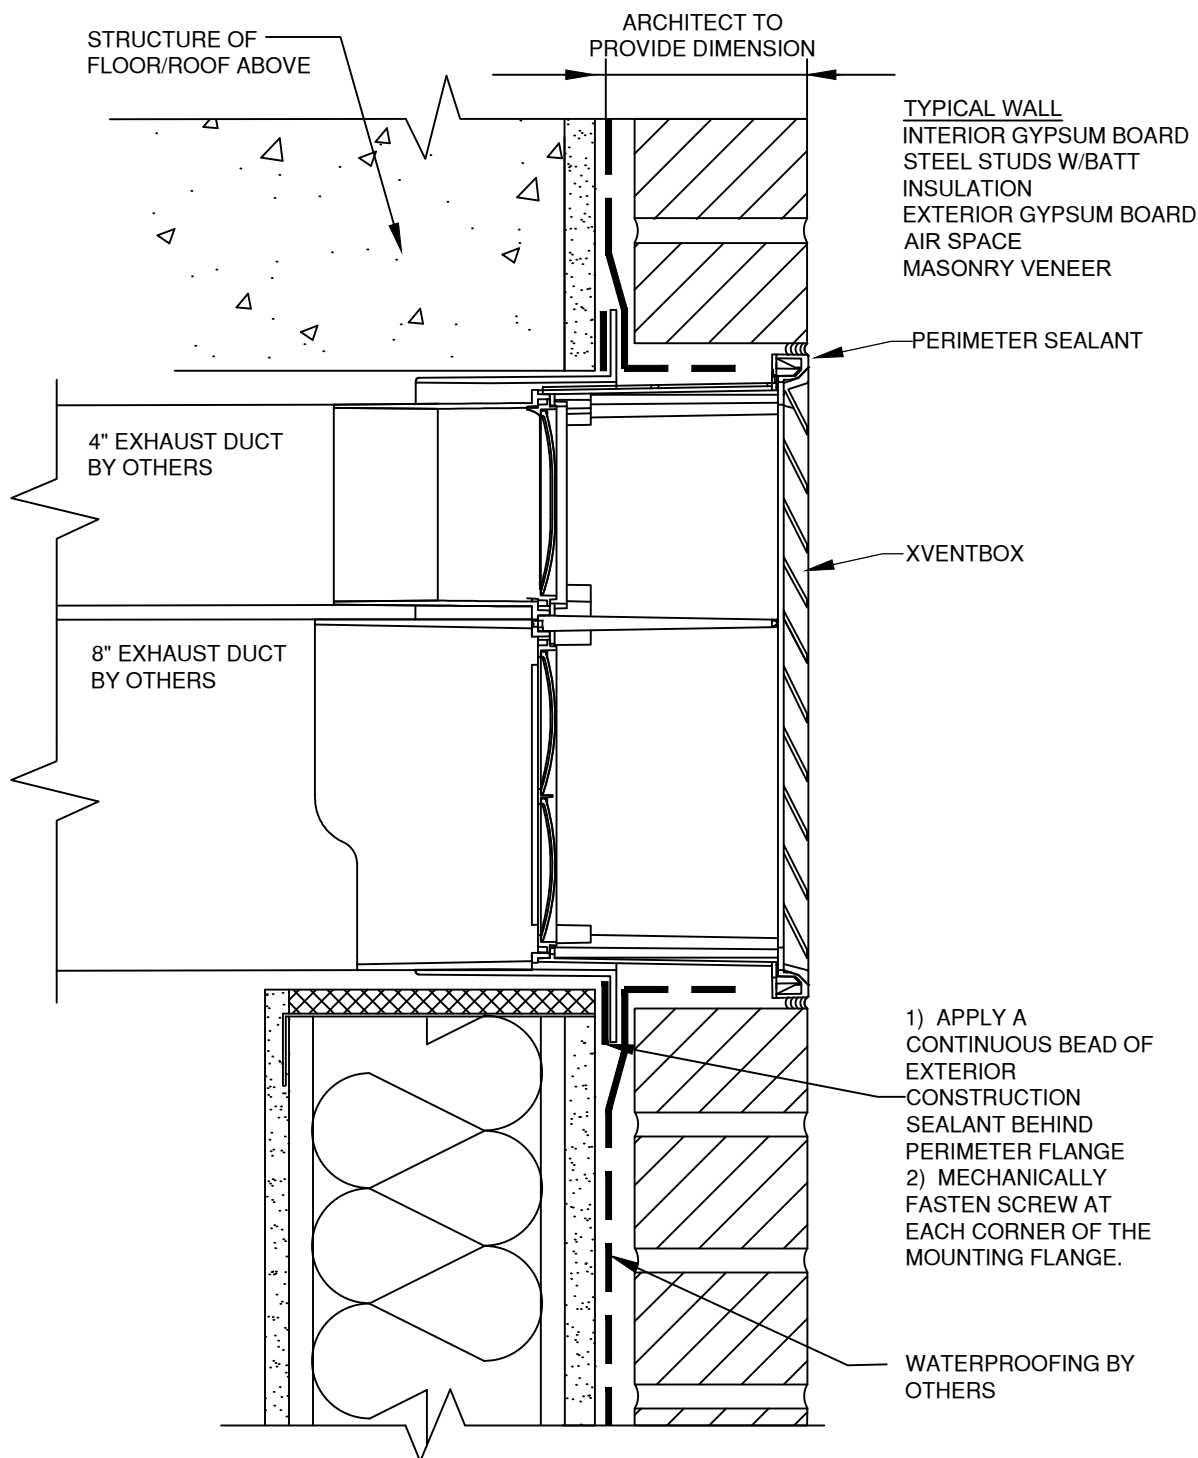 STRUCTURE OF
FLOOR/ROOF ABOVE
ARCHITECT TO
PROVIDE DIMENSION
TYPICAL WALL
INTERIOR GYPSUM BOARD
STEEL STUDS W/BATT
INSULATION
EXTERIOR GYPSUM BOARD
AIR SPACE
MASONRY VENEER
PERIMETER SEALANT
4" EXHAUST DUCT
BY OTHERS
XVENTBOX
8" EXHAUST DUCT
BY OTHERS
1) APPLY A
CONTINUOUS BEAD OF
EXTERIOR
CONSTRUCTION
SEALANT BEHIND
PERIMETER FLANGE
2) MECHANICALLY
FASTEN SCREW AT
EACH CORNER OF THE
MOUNTING FLANGE.
WATERPROOFING BY
OTHERS